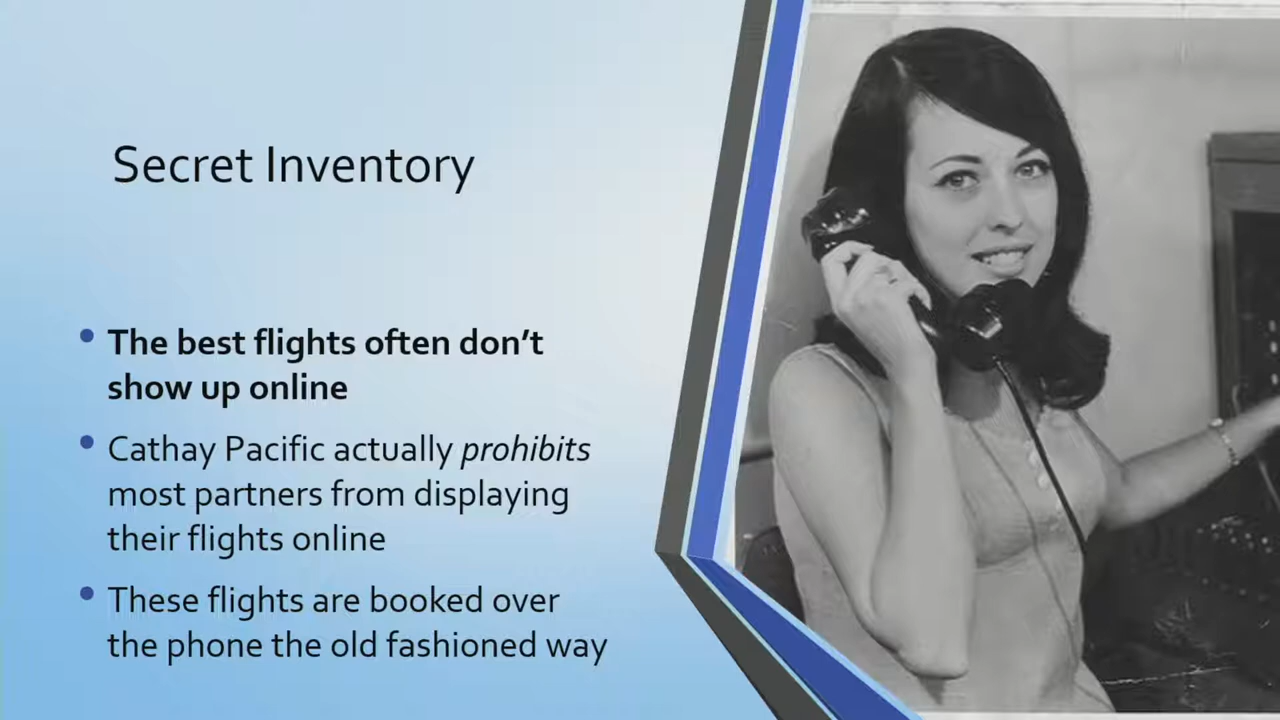 Secret Inventory
The best flights often don’t
show up online
Cathay Pacific actually prohibits
most partners from displaying
their flights online
These flights are booked over
the phone the old fashioned way